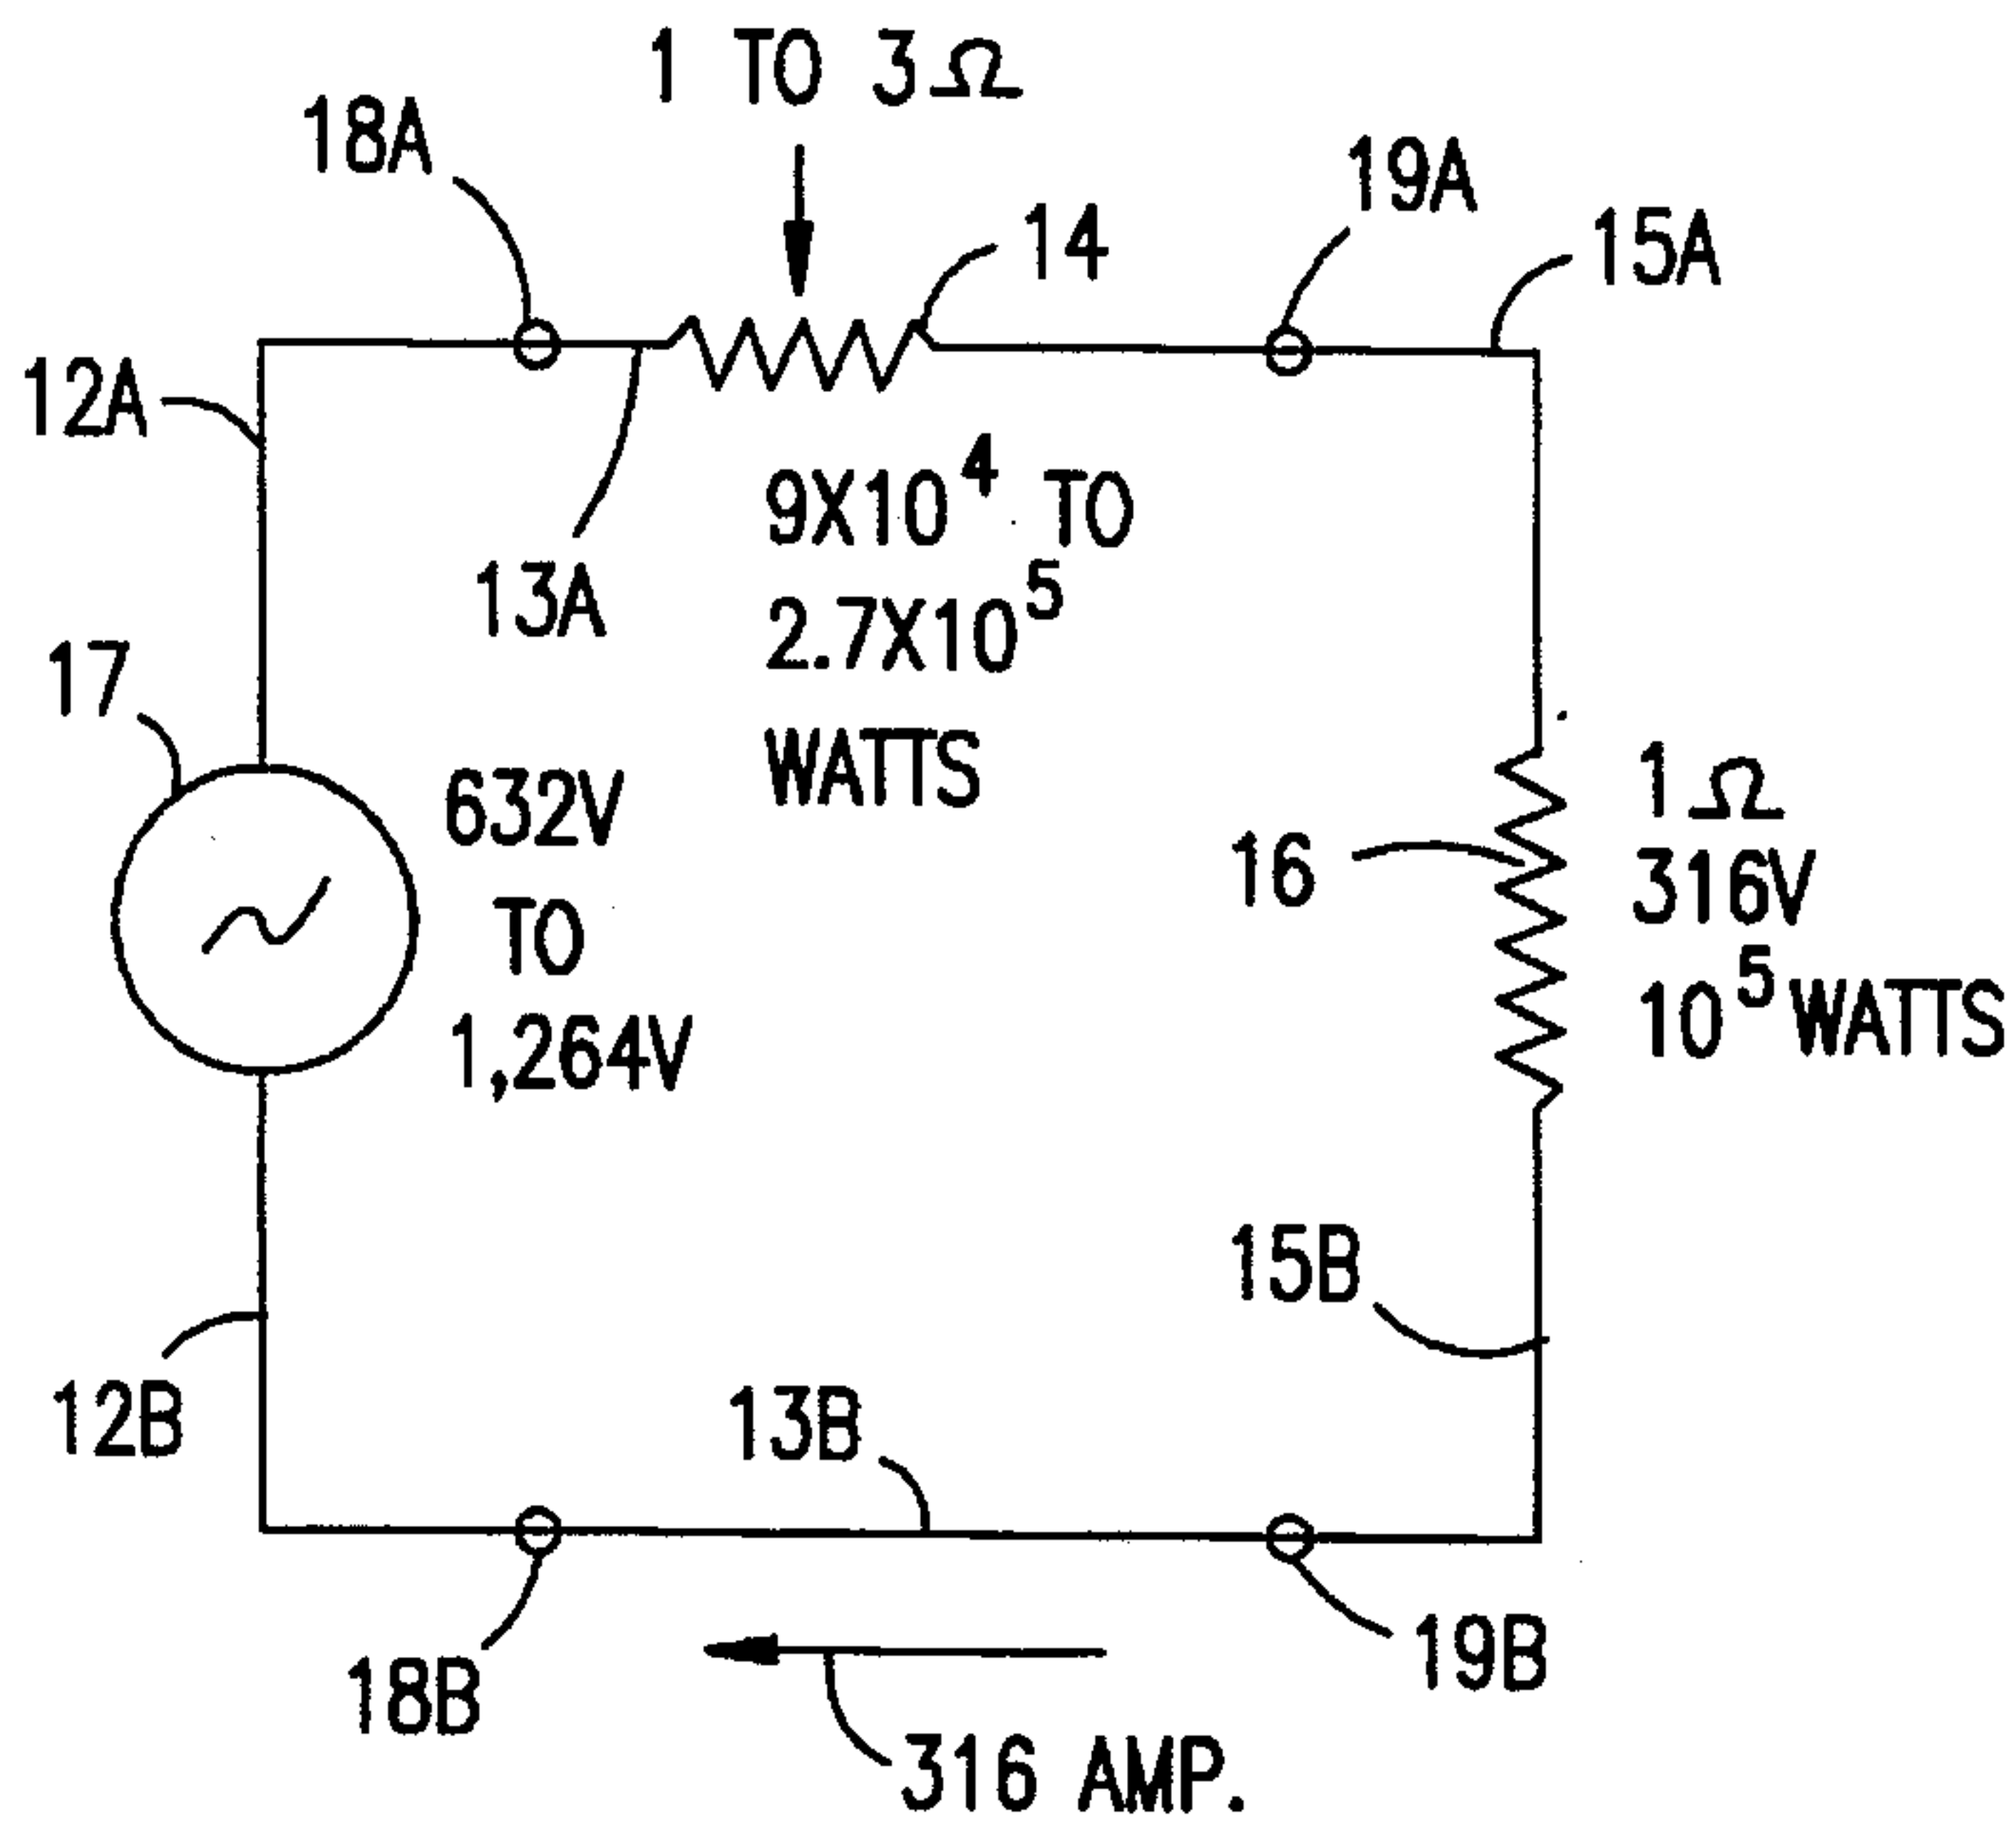 1 TO 3Ω
18A
19A
14
15A
12A
9X10⁴ TO
2.7X10⁵
WATTS
13A
17
632V
TO
1,264V
1Ω
316V
10⁵WATTS
16
15B
12B
13B
18B
19B
316 AMP.